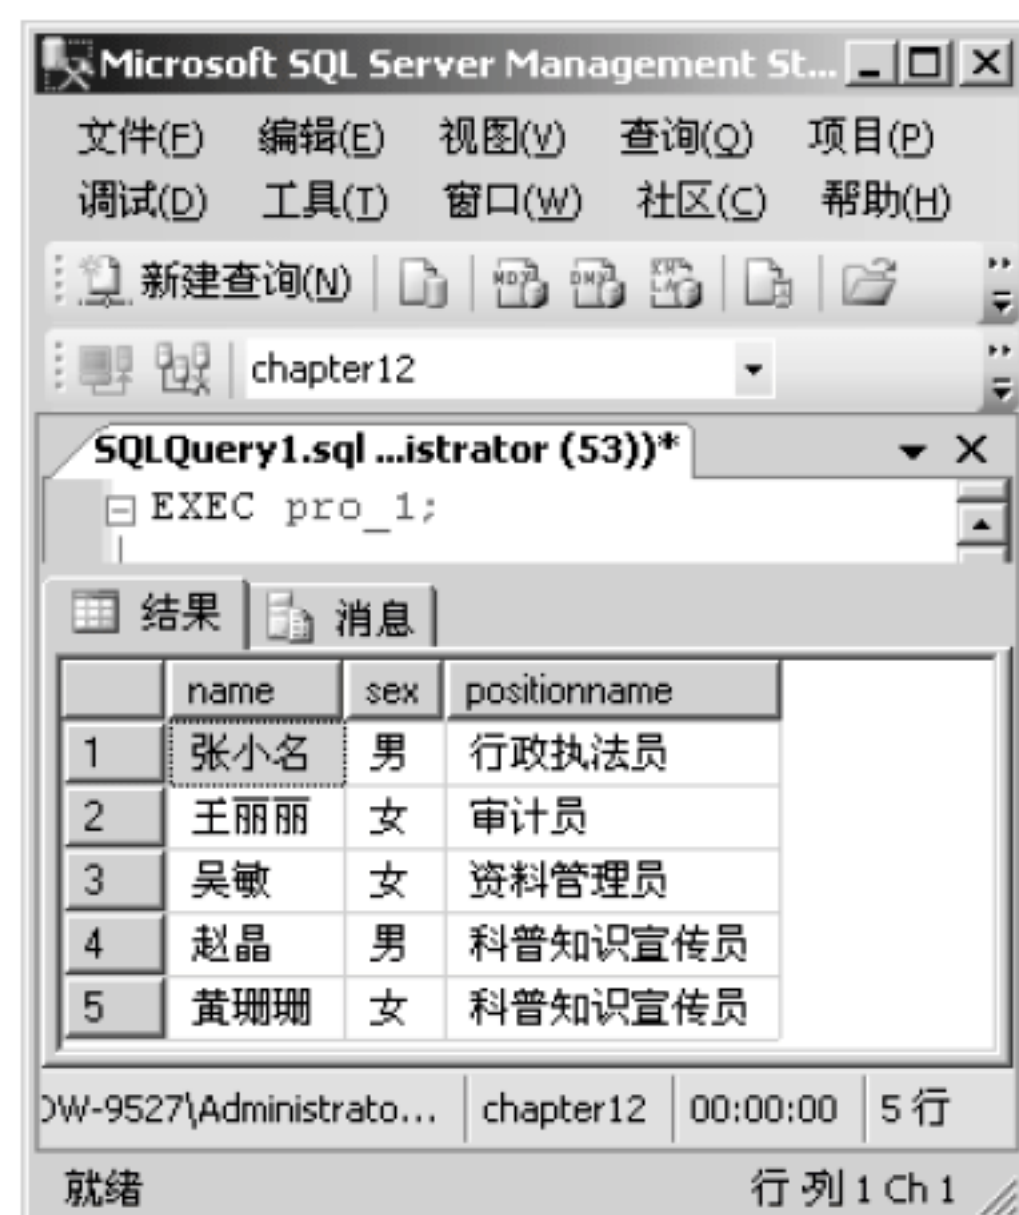 Microsoft SQL Server Management St...
文件(F) 编辑(E) 视图(V) 查询(Q) 项目(P)
调试(D) 工具(T) 窗口(W) 社区(C) 帮助(H)
新建查询(N)
chapter12
SQLQuery1.sql ...istrator (53))*
EXEC pro_1;
结果 消息
name sex positionname
1 张小名 男 行政执法员
2 王丽丽 女 审计员
3 吴敏 女 资料管理员
4 赵晶 男 科普知识宣传员
5 黄珊珊 女 科普知识宣传员
OW-9527\Administrato... chapter12 00:00:00 5 行
就绪 行 列 1 Ch 1